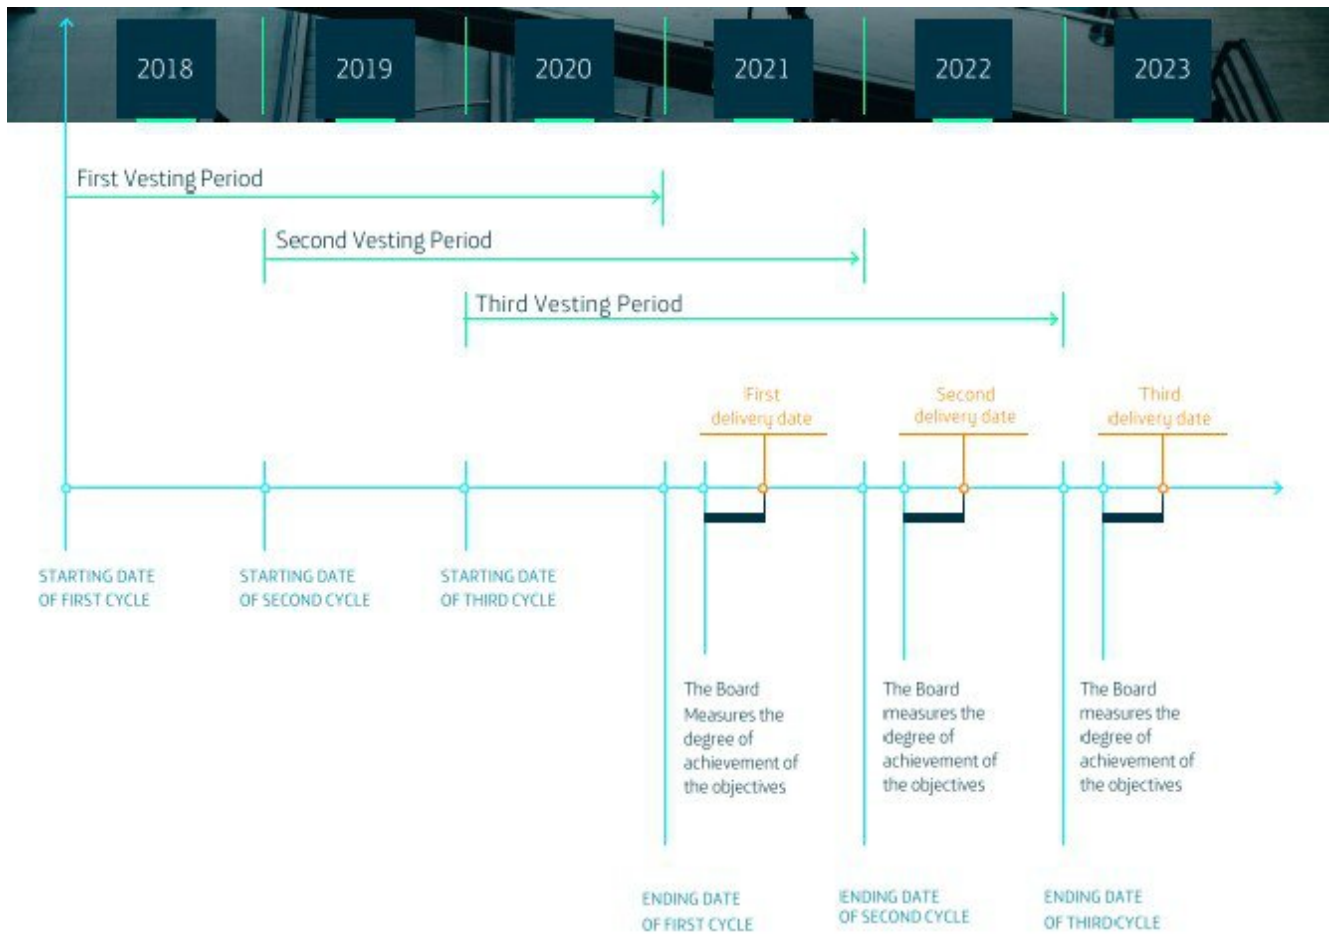 2018 2019 2020 2021 2022 2023
First Vesting Period
Second Vesting Period
Third Vesting Period
First
delivery date
Second
delivery date
Third
delivery date
STARTING DATE
OF FIRST CYCLE
STARTING DATE
OF SECOND CYCLE
STARTING DATE
OF THIRD CYCLE
The Board
Measures the
degree of
achievement of
the objectives
The Board
measures the
degree of
achievement of
the objectives
The Board
measures the
degree of
achievement of
the objectives
ENDING DATE
OF FIRST CYCLE
ENDING DATE
OF SECOND CYCLE
ENDING DATE
OF THIRD CYCLE